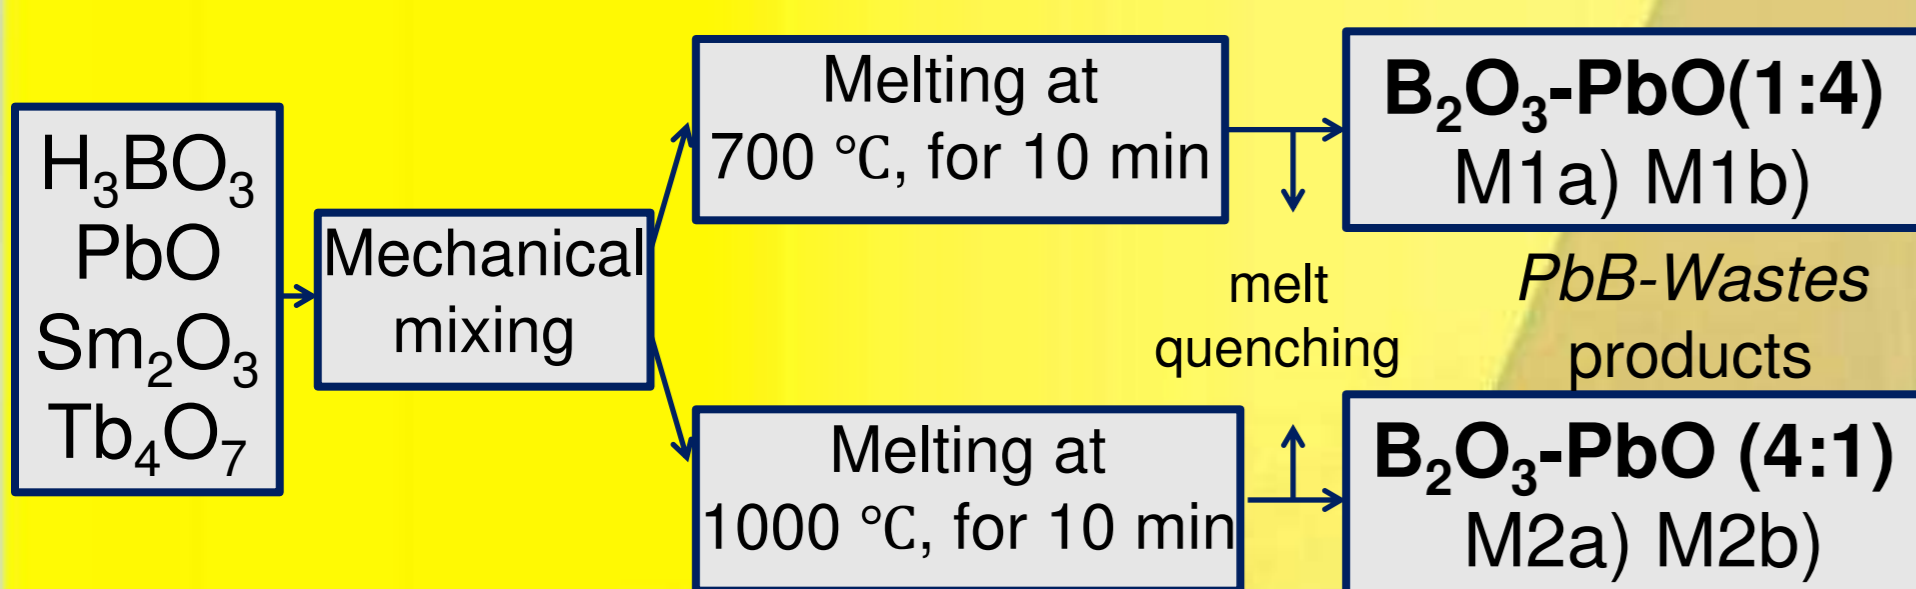 H₃BO₃
PbO
Sm₂O₃
Tb₄O₇
Mechanical
mixing
Melting at
700 °C, for 10 min
Melting at
1000 °C, for 10 min
melt
quenching
B₂O₃-PbO(1:4)
M1a) M1b)
PbB-Wastes
products
B₂O₃-PbO (4:1)
M2a) M2b)